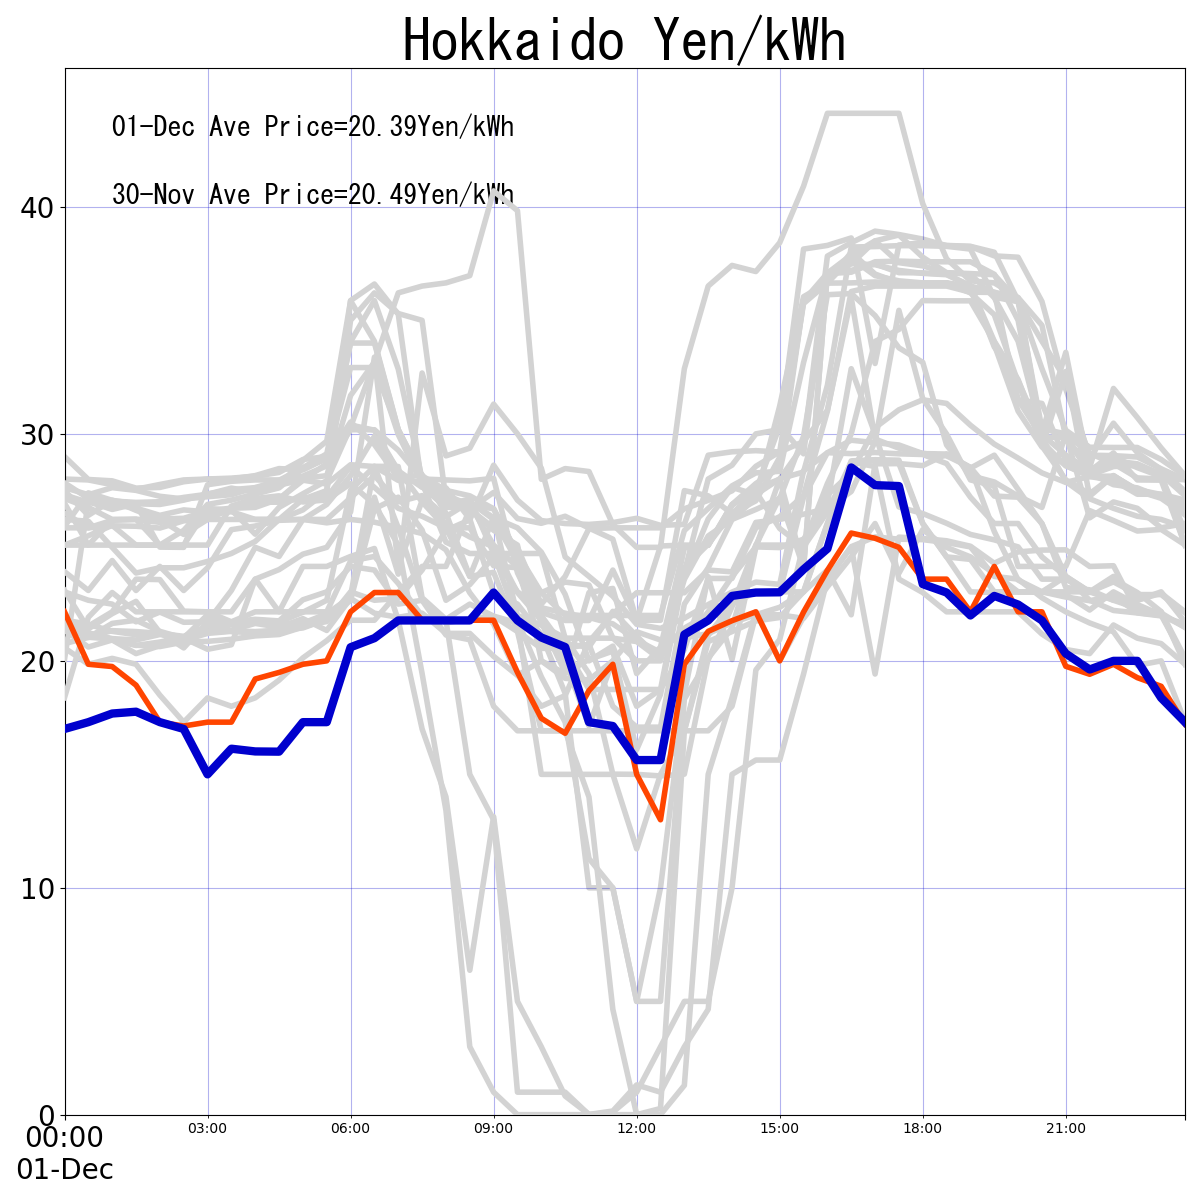 Hokkaido Yen/kWh
01-Dec Ave Price=20.39Yen/kWh
30-Nov Ave Price=20.49Yen/kWh
40
30
20
10
0
00:00 03:00 06:00 09:00 12:00 15:00 18:00 21:00
01-Dec